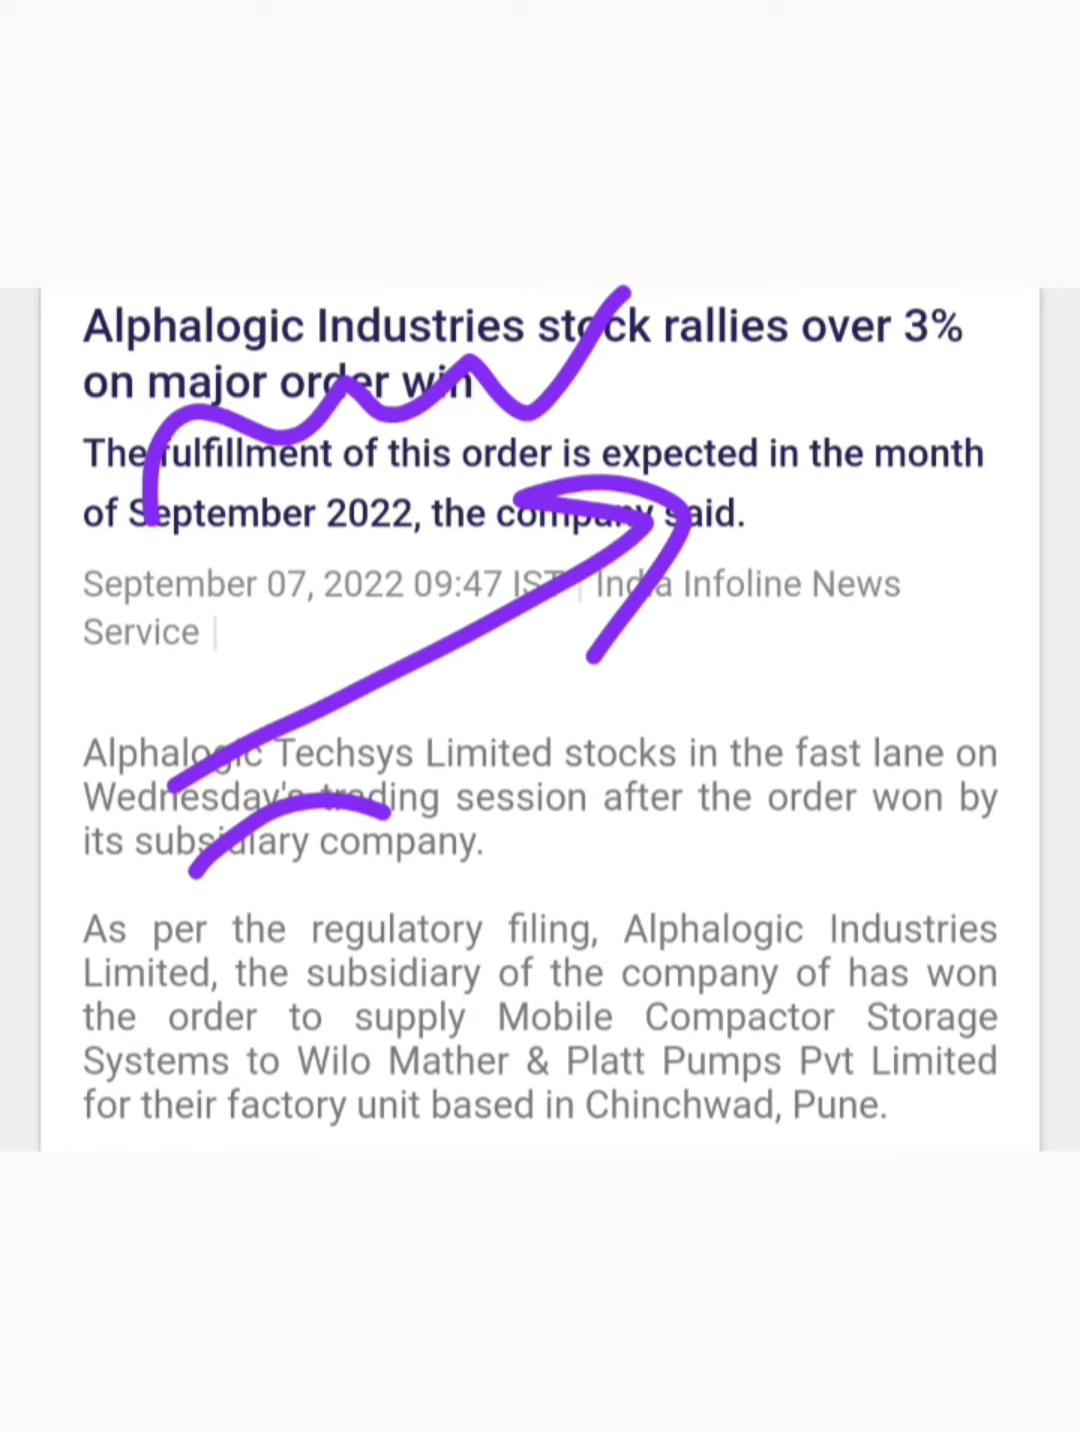 Alphalogic Industries stock rallies over 3%
on major order win
The fulfillment of this order is expected in the month
of September 2022, the company said.
September 07, 2022 09:47 IST | India Infoline News
Service |
Alphalogic Techsys Limited stocks in the fast lane on
Wednesday's trading session after the order won by
its subsidiary company.
As per the regulatory filing, Alphalogic Industries
Limited, the subsidiary of the company of has won
the order to supply Mobile Compactor Storage
Systems to Wilo Mather & Platt Pumps Pvt Limited
for their factory unit based in Chinchwad, Pune.